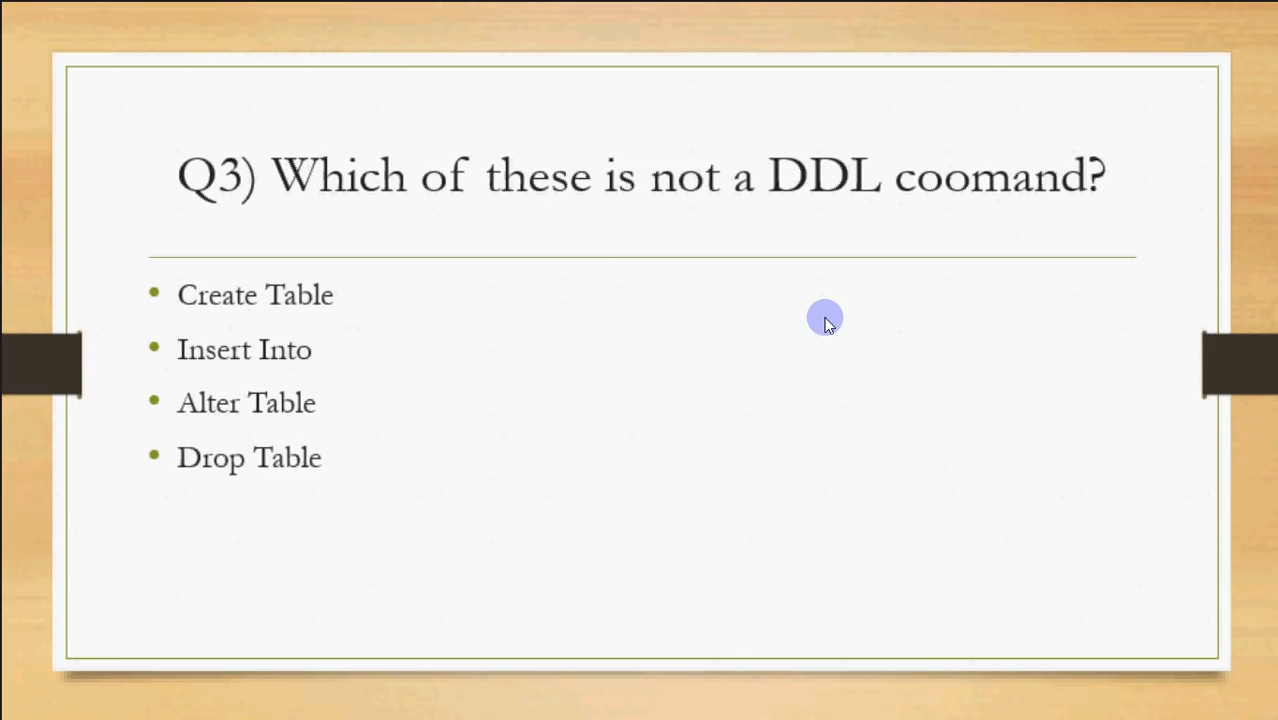 Q3) Which of these is not a DDL coomand?
• Create Table
• Insert Into
• Alter Table
• Drop Table